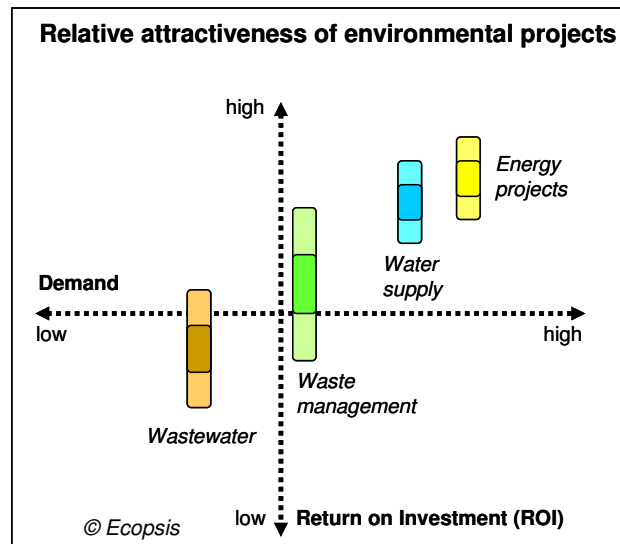 Relative attractiveness of environmental projects
high
Energy
projects
Water
supply
Demand
low
high
Waste
management
Wastewater
low
Return on Investment (ROI)
© Ecopsis